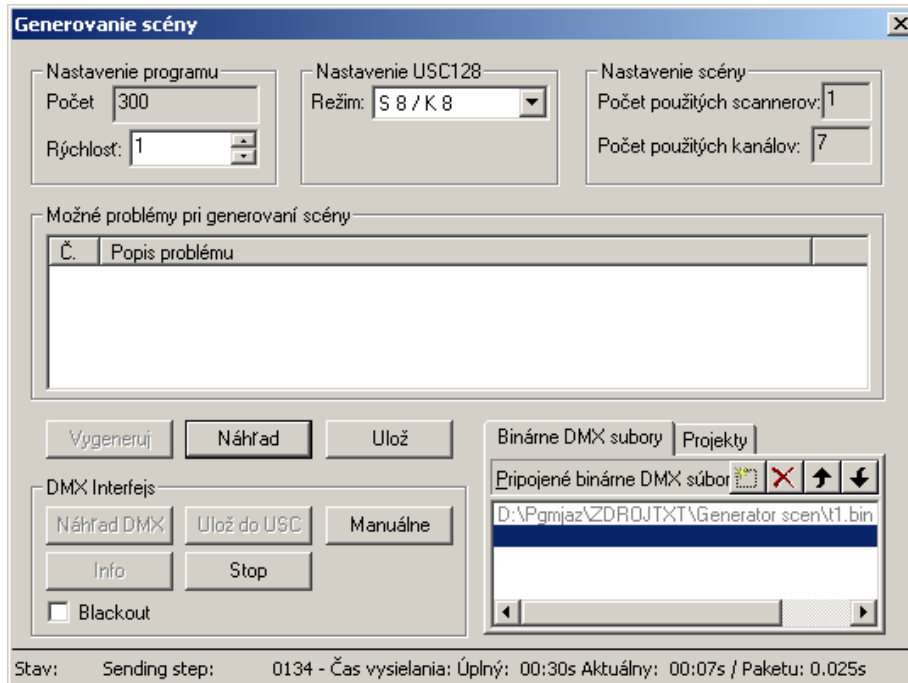 Generovanie scény
Nastavenie programu
Počet 300
Rýchlosť: 1
Nastavenie USC128
Režim: S 8 / K 8
Nastavenie scény
Počet použitých scannerov: 1
Počet použitých kanálov: 7
Možné problémy pri generovaní scény
Č. Popis problému
Vygeneruj Náhľad Ulož
DMX Interfejs
Náhľad DMX Ulož do USC Manuálne
Info Stop
Blackout
Binárne DMX subory Projekty
Pripojené binárne DMX súbor
D:\Pgmjaz\ZDROJTXT\Generator scen\t1.bin
Stav: Sending step: 0134 - Čas vysielania: Úplný: 00:30s Aktuálny: 00:07s / Paketu: 0.025s